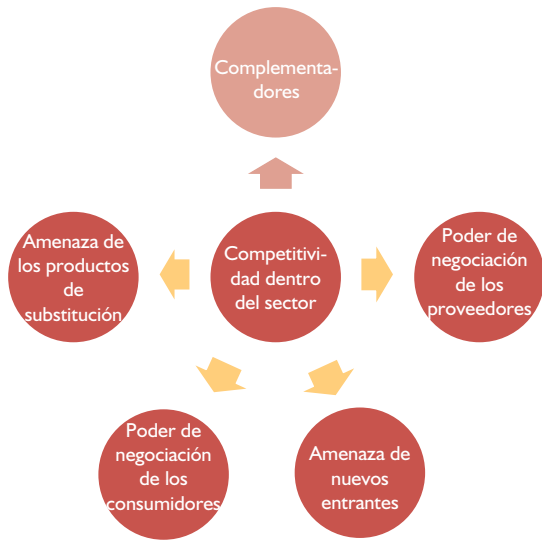 Complementa-
dores
Amenaza de
los productos
de
substitución
Competitivi-
dad dentro
del sector
Poder de
negociación
de los
proveedores
Poder de
negociación
de los
consumidores
Amenaza de
nuevos
entrantes